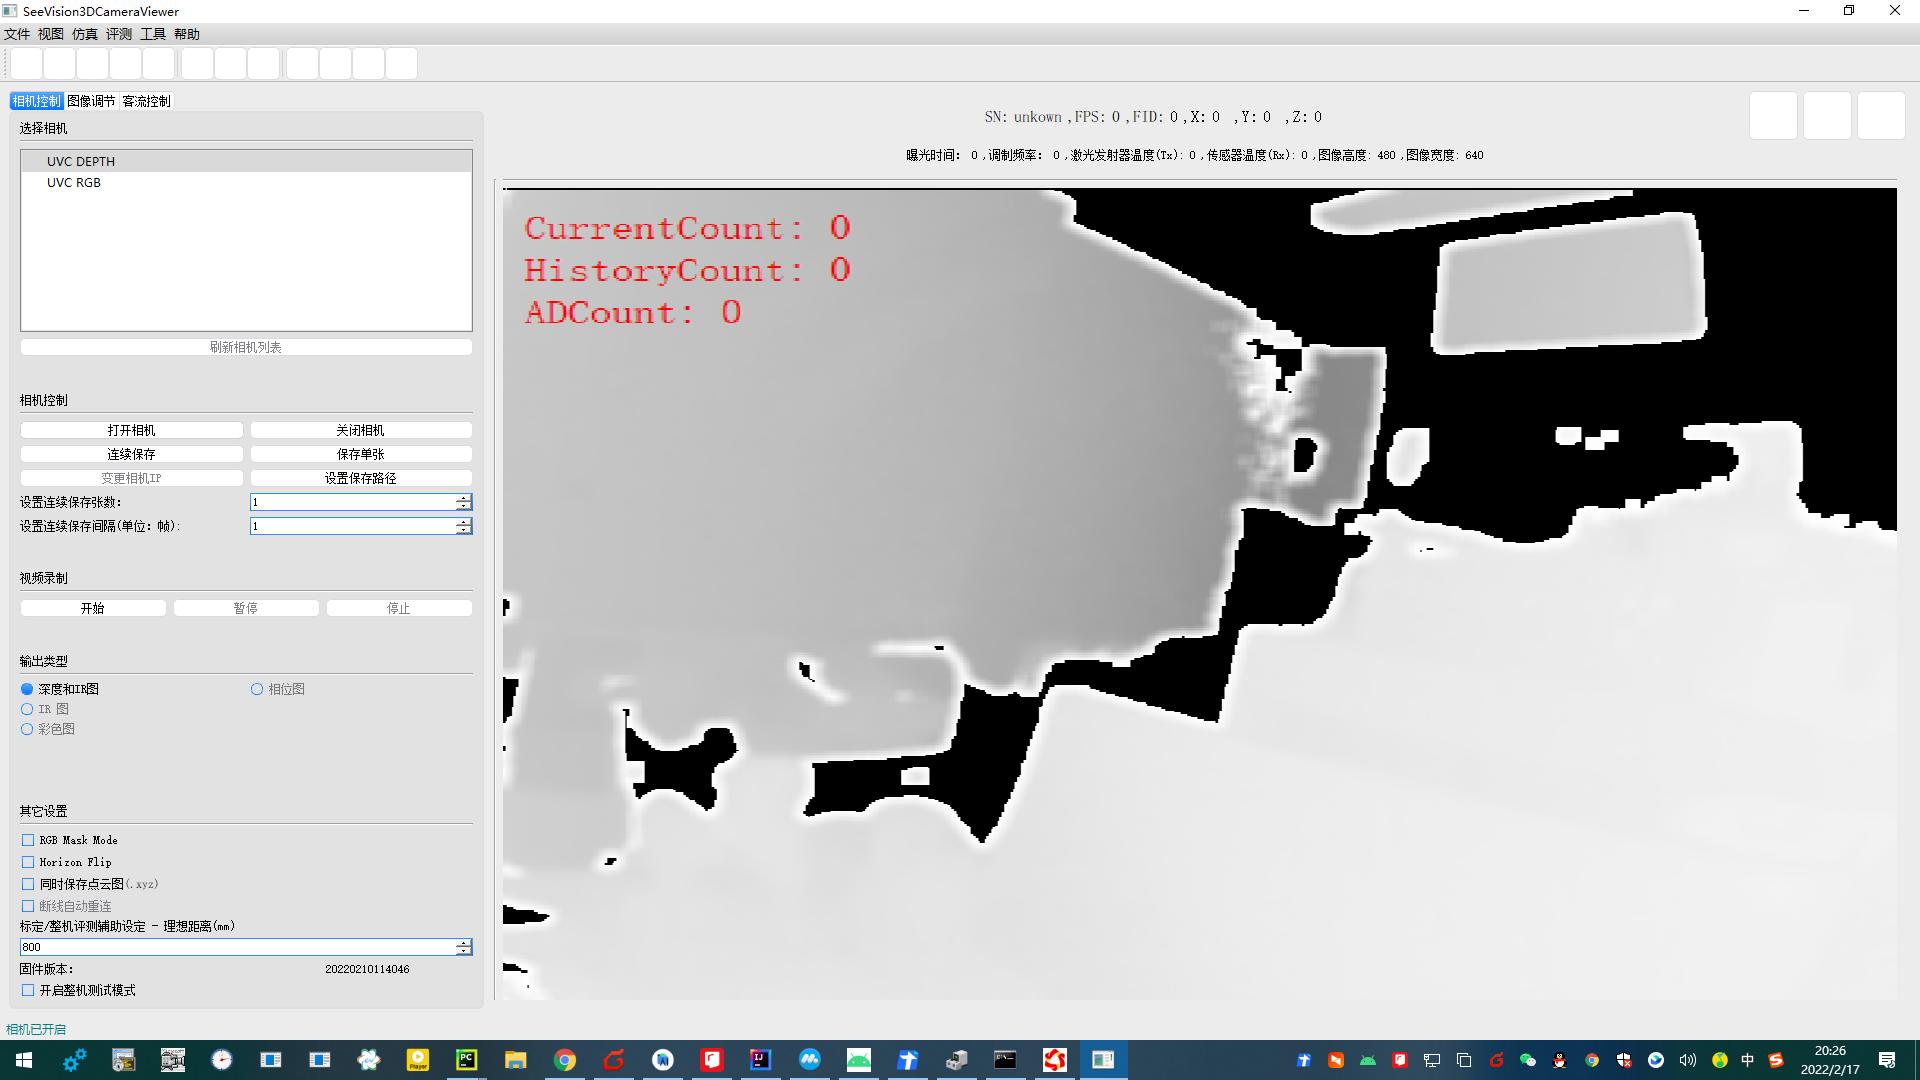 SeeVision3DCameraViewer
文件 视图 仿真 评测 工具 帮助
相机控制 图像调节 客流控制
选择相机
UVC DEPTH
UVC RGB
刷新相机列表
相机控制
打开相机 关闭相机
连续保存 保存单张
变更相机IP 设置保存路径
设置连续保存张数: 1
设置连续保存间隔(单位: 帧): 1
视频录制
开始 暂停 停止
输出类型
深度和IR图 相位图
IR 图
彩色图
其它设置
RGB Mask Mode
Horizon Flip
同时保存点云图(.xyz)
断线自动重连
标定/整机评测辅助设定 - 理想距离(mm)
800
固件版本: 20220210114046
开启整机测试模式
相机已开启
SN: unkown ,FPS: 0 ,FID: 0 ,X: 0 ,Y: 0 ,Z: 0
曝光时间: 0 ,调制频率: 0 ,激光发射器温度(Tx): 0 ,传感器温度(Rx): 0 ,图像高度: 480 ,图像宽度: 640
CurrentCount: 0
HistoryCount: 0
ADCount: 0
Player
PC
IJ
中
20:26
2022/2/17